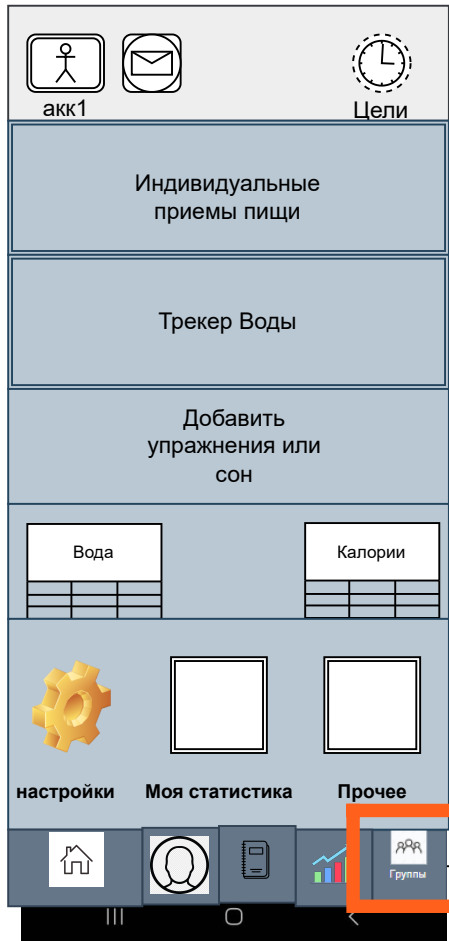 акк1
Цели
Индивидуальные
приемы пищи
Трекер Воды
Добавить
упражнения или
сон
Вода
Калории
настройки
Моя статистика
Прочее
Группы